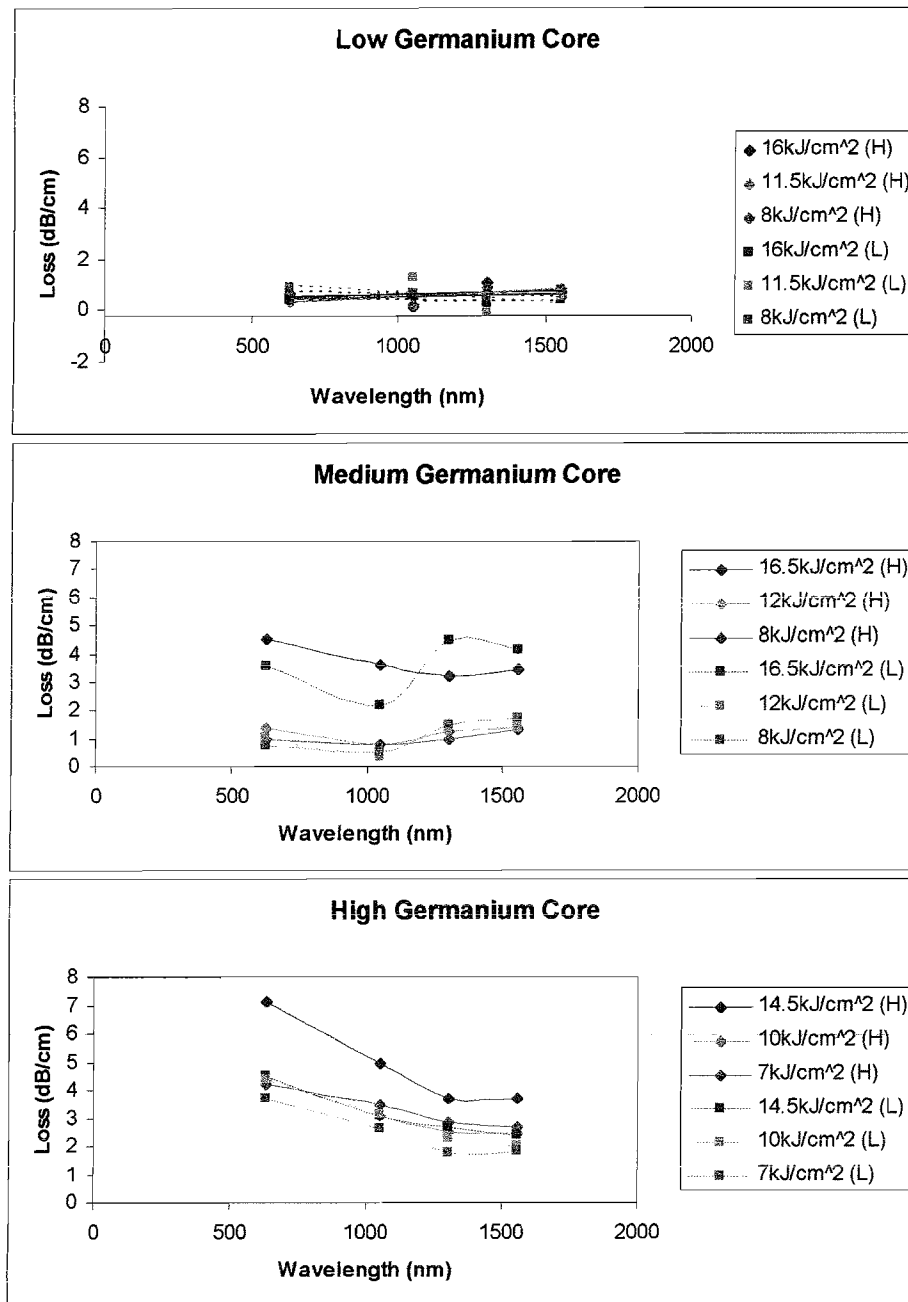 Low Germanium Core
8
6
4
2
0
-2
500
1000
1500
2000
Loss (dB/cm)
Wavelength (nm)
16kJ/cm^2 (H)
11.5kJ/cm^2 (H)
8kJ/cm^2 (H)
16kJ/cm^2 (L)
11.5kJ/cm^2 (L)
8kJ/cm^2 (L)
Medium Germanium Core
8
7
6
5
4
3
2
1
0
0
500
1000
1500
2000
Loss (dB/cm)
Wavelength (nm)
16.5kJ/cm^2 (H)
12kJ/cm^2 (H)
8kJ/cm^2 (H)
16.5kJ/cm^2 (L)
12kJ/cm^2 (L)
8kJ/cm^2 (L)
High Germanium Core
8
7
6
5
4
3
2
1
0
0
500
1000
1500
2000
Loss (dB/cm)
Wavelength (nm)
14.5kJ/cm^2 (H)
10kJ/cm^2 (H)
7kJ/cm^2 (H)
14.5kJ/cm^2 (L)
10kJ/cm^2 (L)
7kJ/cm^2 (L)